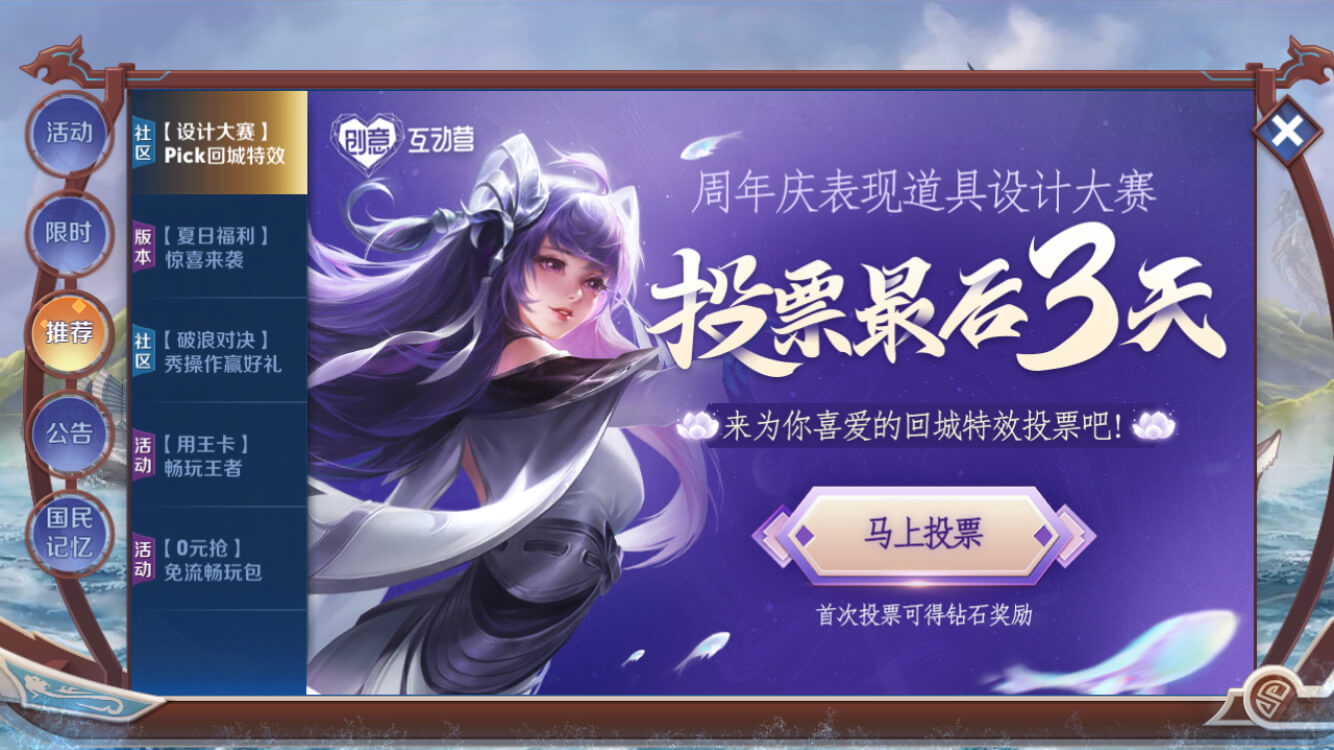 活动
限时
推荐
公告
国民
记忆
社区
【设计大赛】
Pick回城特效
版本
【夏日福利】
惊喜来袭
社区
【破浪对决】
秀操作赢好礼
活动
【用王卡】
畅玩王者
活动
【0元抢】
免流畅玩包
创意互动营
周年庆表现道具设计大赛
投票最后3天
来为你喜爱的回城特效投票吧!
马上投票
首次投票可得钻石奖励